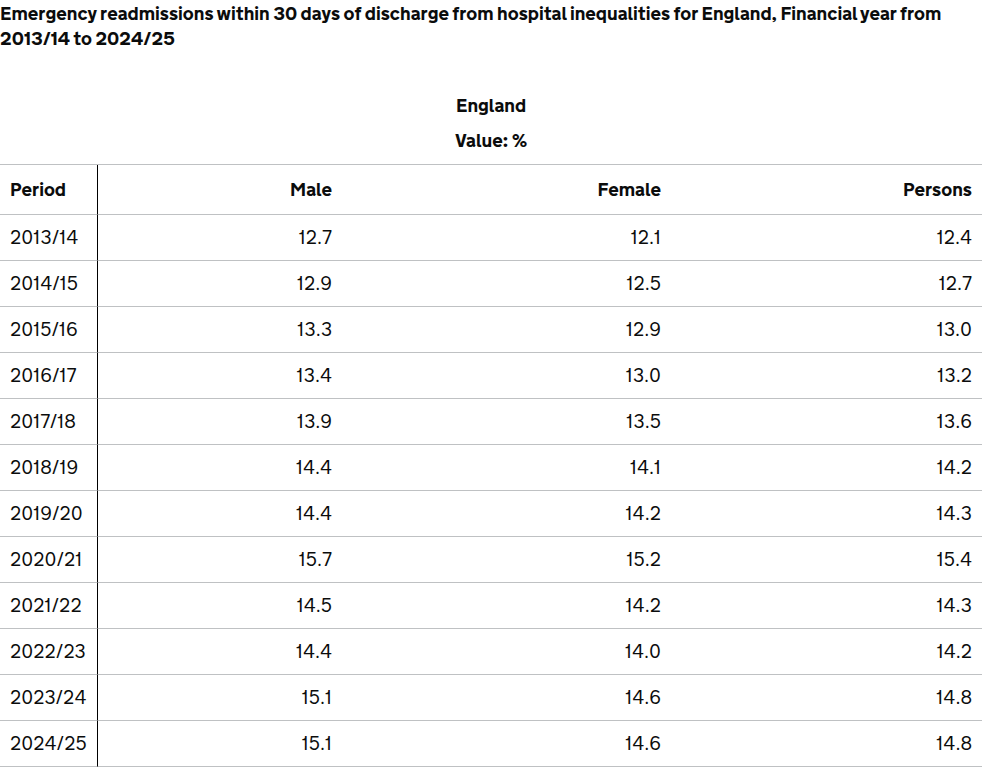 Emergency readmissions within 30 days of discharge from hospital inequalities for England, Financial year from
2013/14 to 2024/25
England
Value: %
Period Male Female Persons
2013/14 12.7 12.1 12.4
2014/15 12.9 12.5 12.7
2015/16 13.3 12.9 13.0
2016/17 13.4 13.0 13.2
2017/18 13.9 13.5 13.6
2018/19 14.4 14.1 14.2
2019/20 14.4 14.2 14.3
2020/21 15.7 15.2 15.4
2021/22 14.5 14.2 14.3
2022/23 14.4 14.0 14.2
2023/24 15.1 14.6 14.8
2024/25 15.1 14.6 14.8